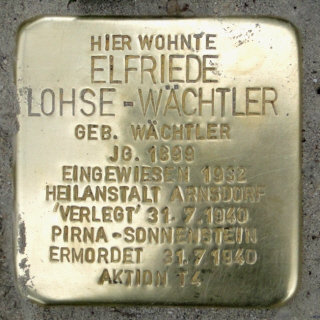 HIER WOHNTE
ELFRIEDE
LOHSE-WÄCHTLER
GEB. WÄCHTLER
JG. 1899
EINGEWIESEN 1932
HEILANSTALT ARNSDORF
'VERLEGT' 31.7.1940
PIRNA-SONNENSTEIN
ERMORDET 31.7.1940
AKTION T4